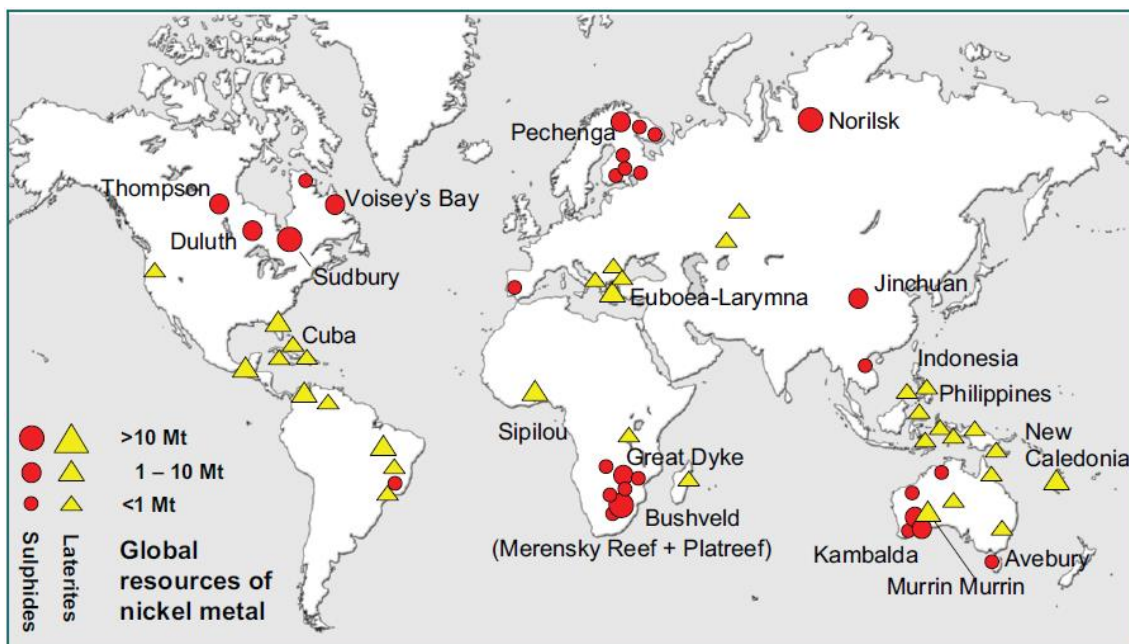 Pechenga
Norilsk
Thompson
Voisey's Bay
Duluth
Sudbury
Jinchuan
Euboea-Larymna
Cuba
Indonesia
Philippines
Sipilou
New
Caledonia
Great Dyke
>10 Mt
1 – 10 Mt
<1 Mt
Bushveld
(Merensky Reef + Platreef)
Kambalda
Avebury
Murrin Murrin
Sulphides
Laterites
Global
resources of
nickel metal